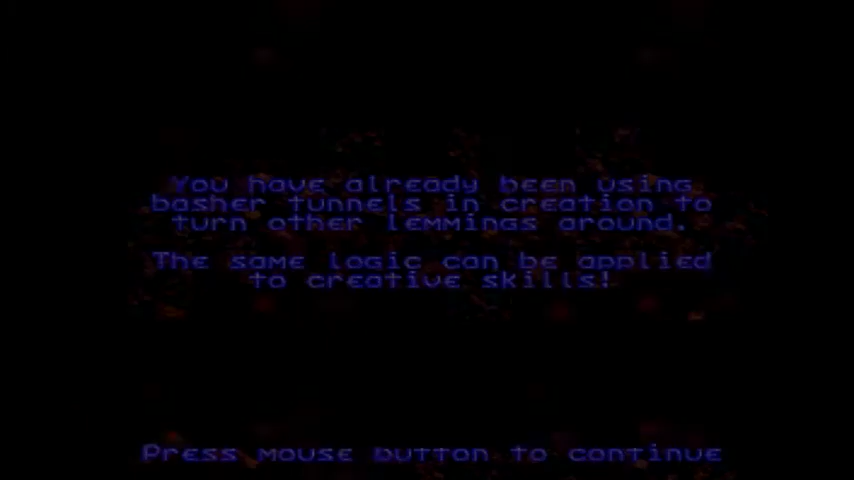 You have already been using
basher tunnels in creation to
turn other lemmings around.
The same logic can be applied
to creative skills!
Press mouse button to continue